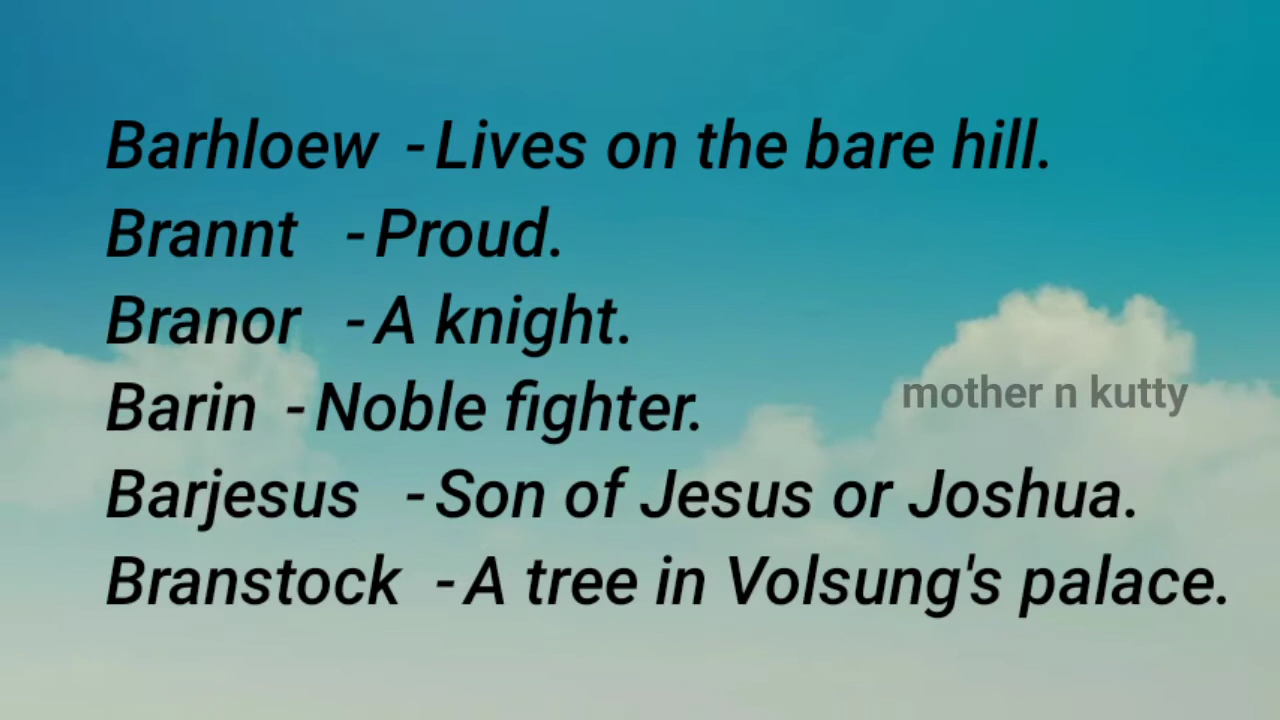 Barhloew - Lives on the bare hill.
Brannt - Proud.
Branor - A knight.
Barin - Noble fighter.
mother n kutty
Barjesus - Son of Jesus or Joshua.
Branstock - A tree in Volsung's palace.